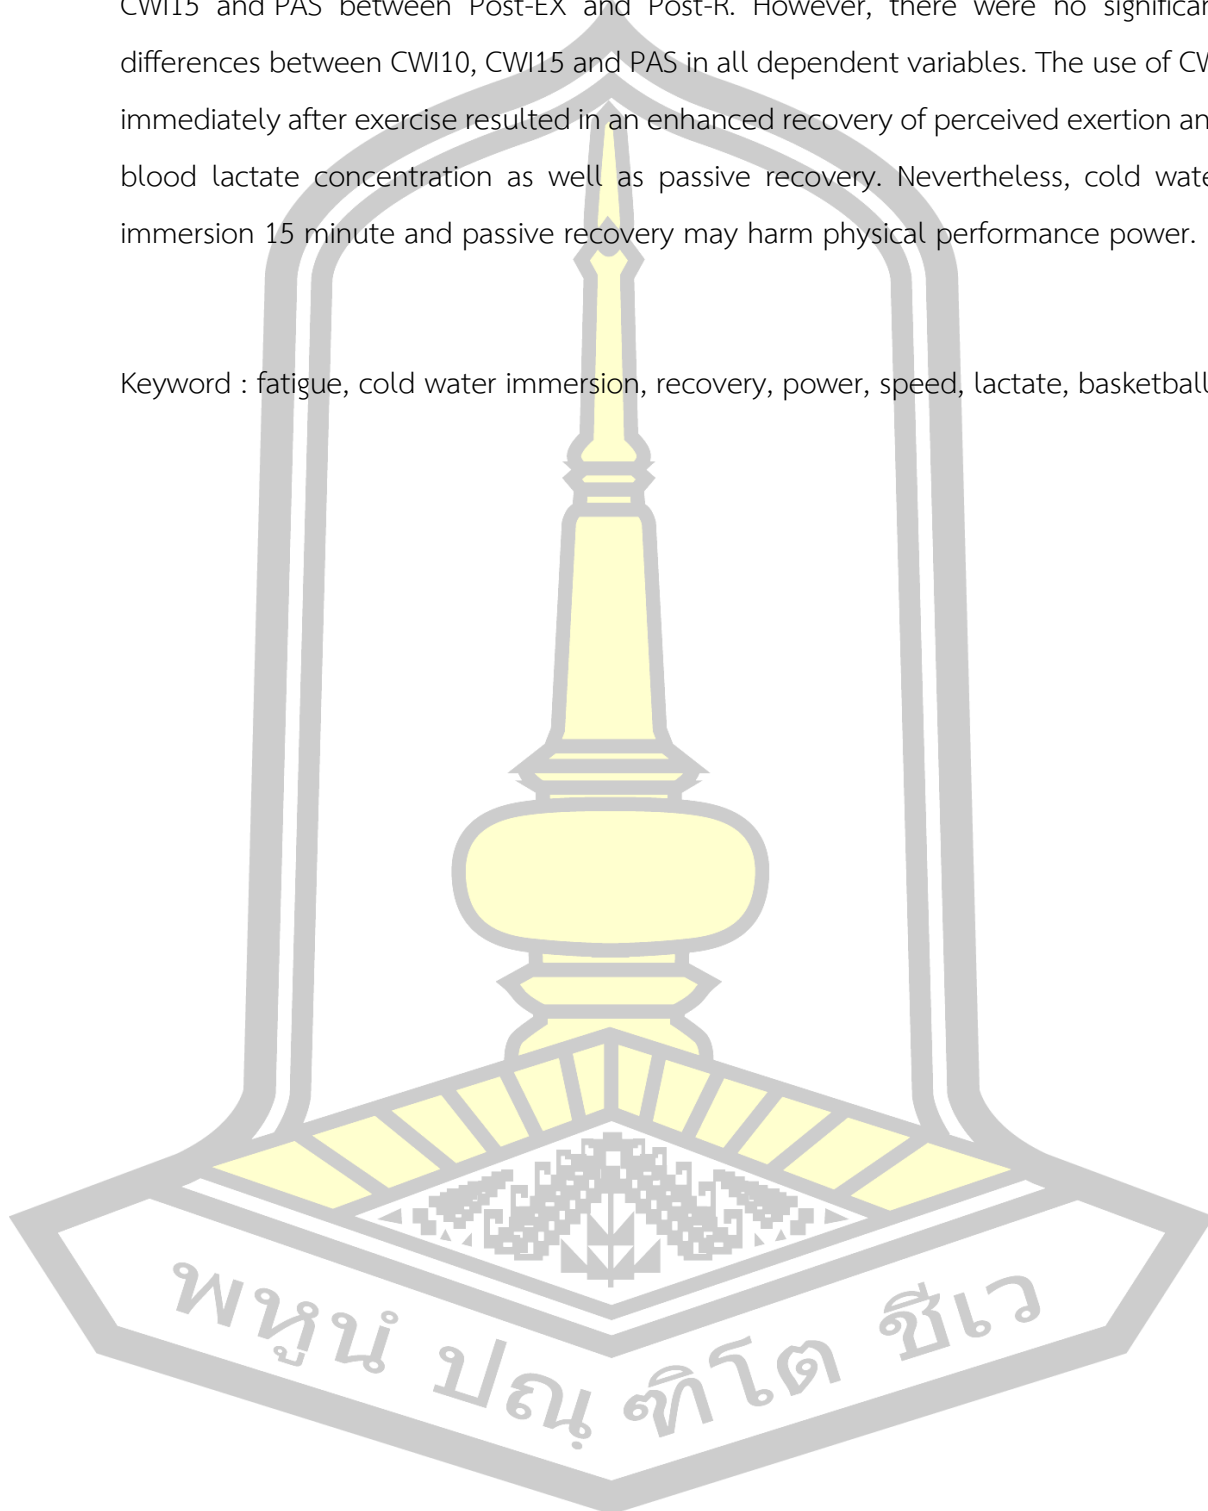 CWI15 and PAS between Post-EX and Post-R. However, there were no
differences between CWI10, CWI15 and PAS in all dependent variables. The use of
immediately after exercise resulted in an enhanced recovery of perceived exertion
blood lactate concentration as well as passive recovery. Nevertheless, cold
immersion 15 minute and passive recovery may harm physical performance power.
Keyword : fatigue, cold water immersion, recovery, power, speed, lactate, basketball
พหูนํ ปณฺฑิโต ชีเว